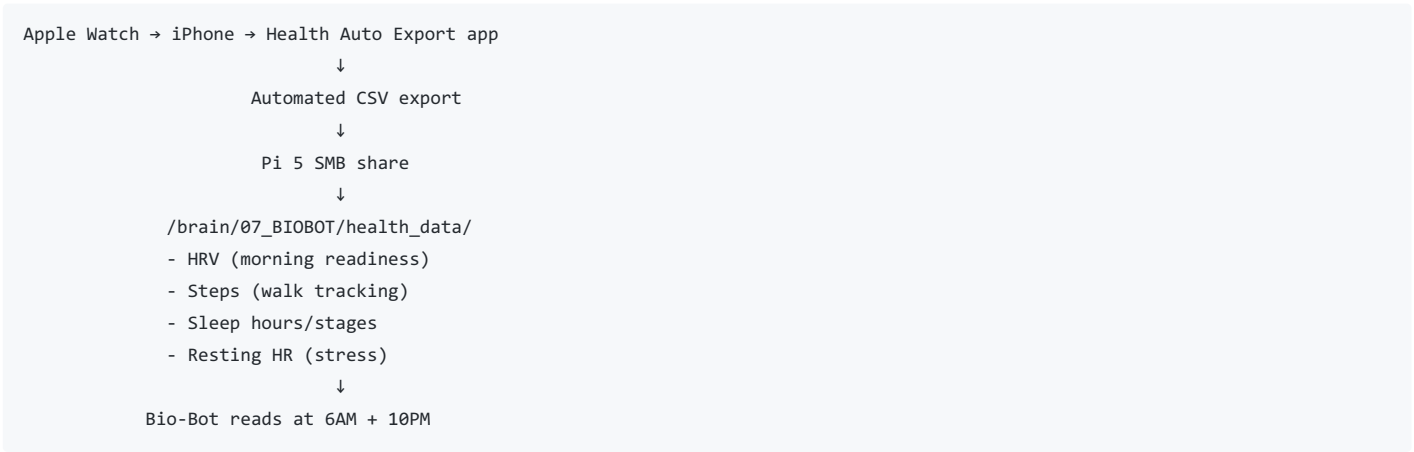 Apple Watch → iPhone → Health Auto Export app
↓
Automated CSV export
↓
Pi 5 SMB share
↓
/brain/07_BIOBOT/health_data/
- HRV (morning readiness)
- Steps (walk tracking)
- Sleep hours/stages
- Resting HR (stress)
↓
Bio-Bot reads at 6AM + 10PM